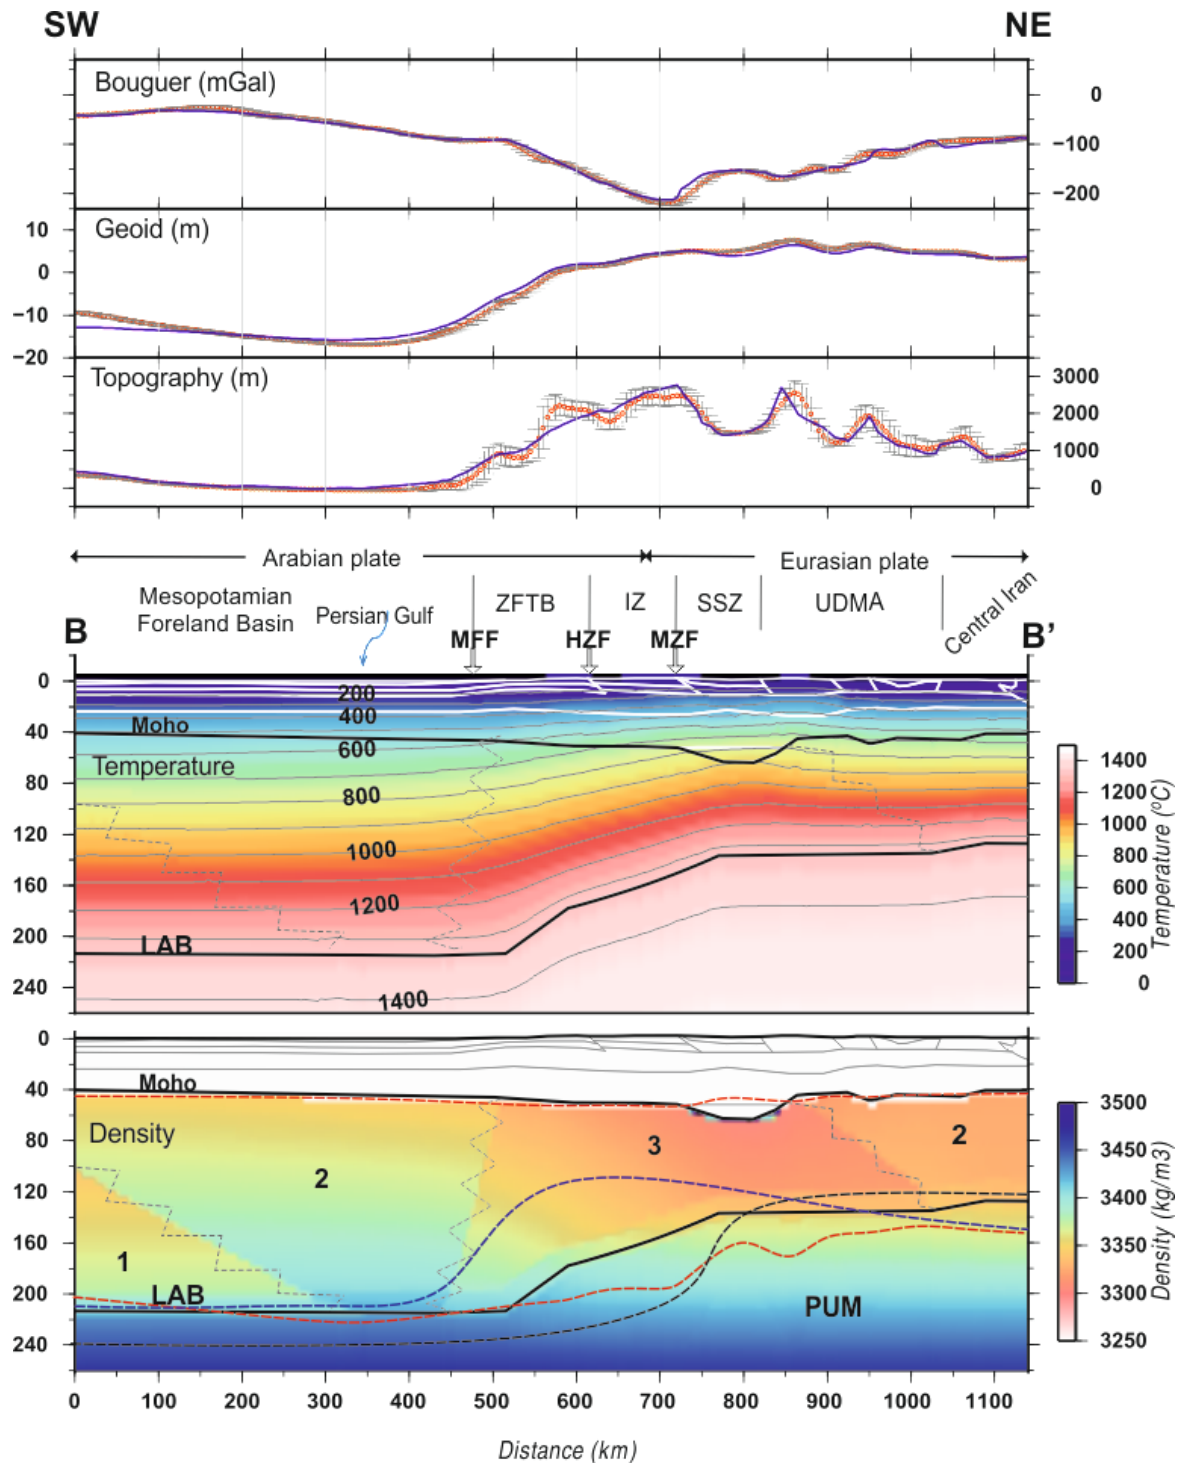 SW NE
Bouguer (mGal)
0
−100
−200
Geoid (m)
10
0
−10
−20
Topography (m)
3000
2000
1000
0
Arabian plate Eurasian plate
Mesopotamian
Foreland Basin
Persian Gulf
ZFTB IZ SSZ UDMA Central Iran
B MFF HZF MZF B’
0
40
80
120
160
200
240
200
400
Moho
600
Temperature
800
1000
1200
LAB
1400
1400
1200
1000
800
600
400
200
0
Temperature (ºC)
0
40
80
120
160
200
240
Moho
Density
1
2
3
2
LAB
PUM
3500
3450
3400
3350
3300
3250
Density (kg/m3)
0 100 200 300 400 500 600 700 800 900 1000 1100
Distance (km)